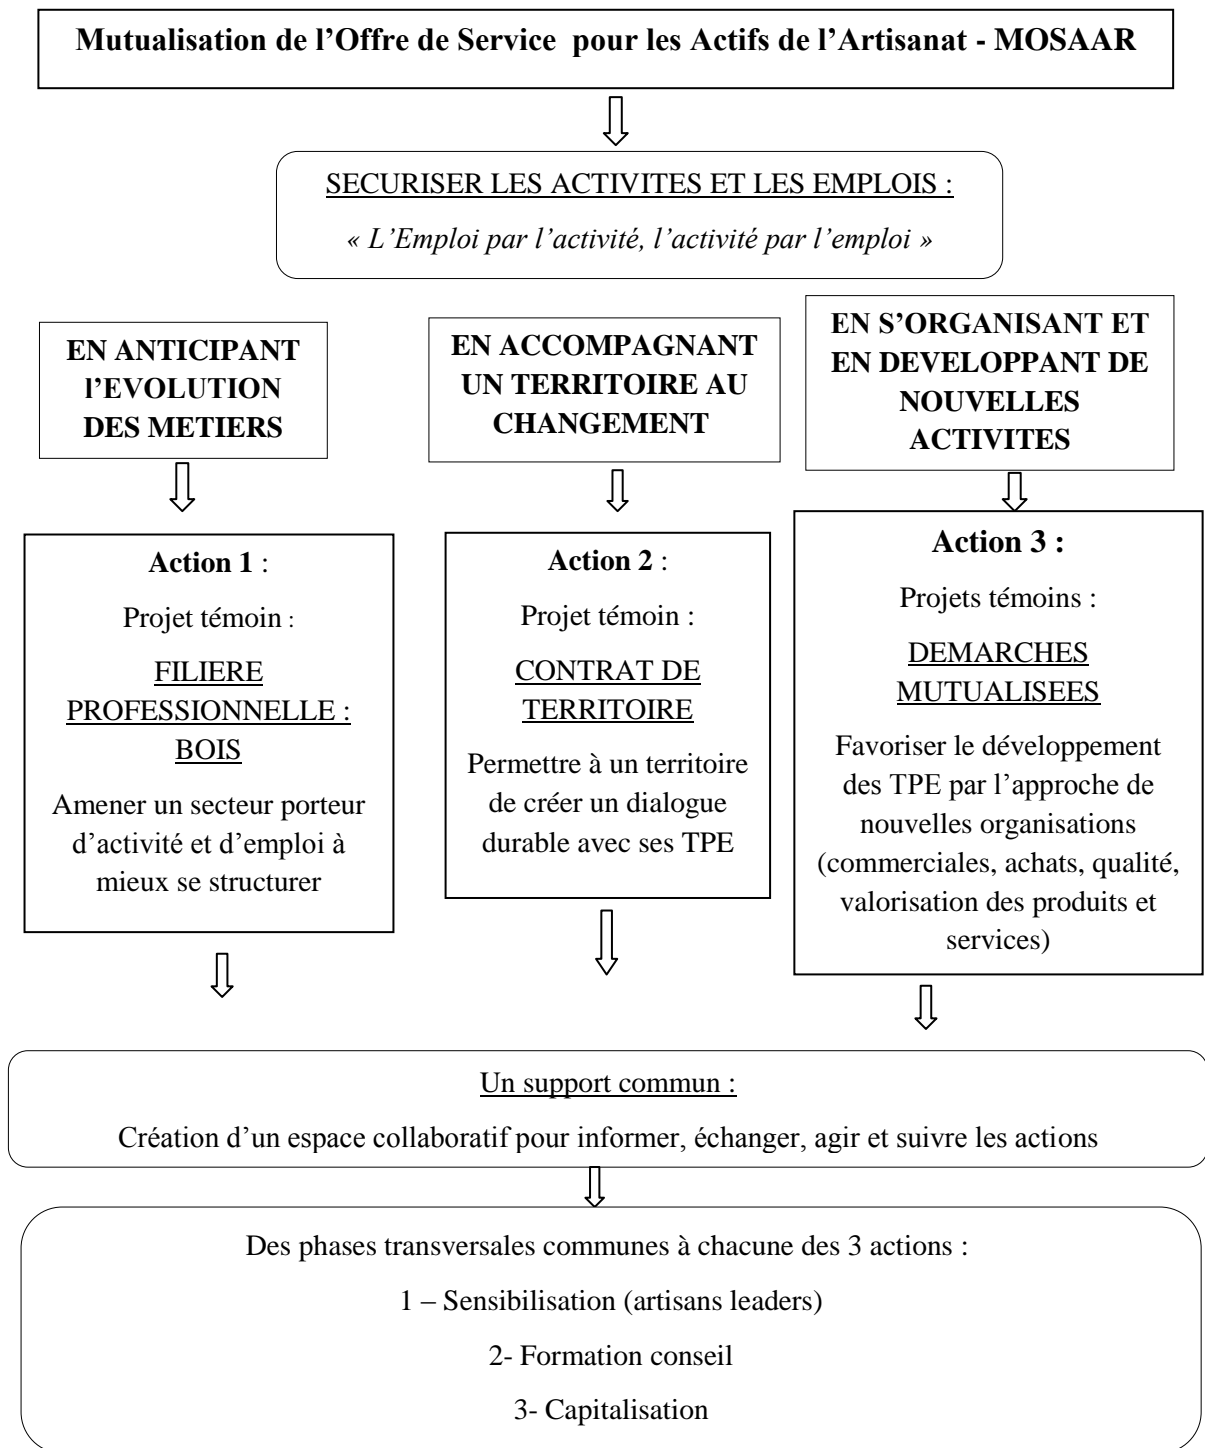 Mutualisation de l’Offre de Service  pour les Actifs de l’Artisanat - MOSAAR
SECURISER LES ACTIVITES ET LES EMPLOIS :
« L’Emploi par l’activité, l’activité par l’emploi »
EN ANTICIPANT
l’EVOLUTION
DES METIERS
EN ACCOMPAGNANT
UN TERRITOIRE AU
CHANGEMENT
EN S’ORGANISANT ET
EN DEVELOPPANT DE
NOUVELLES
ACTIVITES
Action 1 :
Projet témoin :
FILIERE
PROFESSIONNELLE :
BOIS
Amener un secteur porteur
d’activité et d’emploi à
mieux se structurer
Action 2 :
Projet témoin :
CONTRAT DE
TERRITOIRE
Permettre à un territoire
de créer un dialogue
durable avec ses TPE
Action 3 :
Projets témoins :
DEMARCHES
MUTUALISEES
Favoriser le développement
des TPE par l’approche de
nouvelles organisations
(commerciales, achats, qualité,
valorisation des produits et
services)
Un support commun :
Création d’un espace collaboratif pour informer, échanger, agir et suivre les actions
Des phases transversales communes à chacune des 3 actions :
1 – Sensibilisation (artisans leaders)
2- Formation conseil
3- Capitalisation